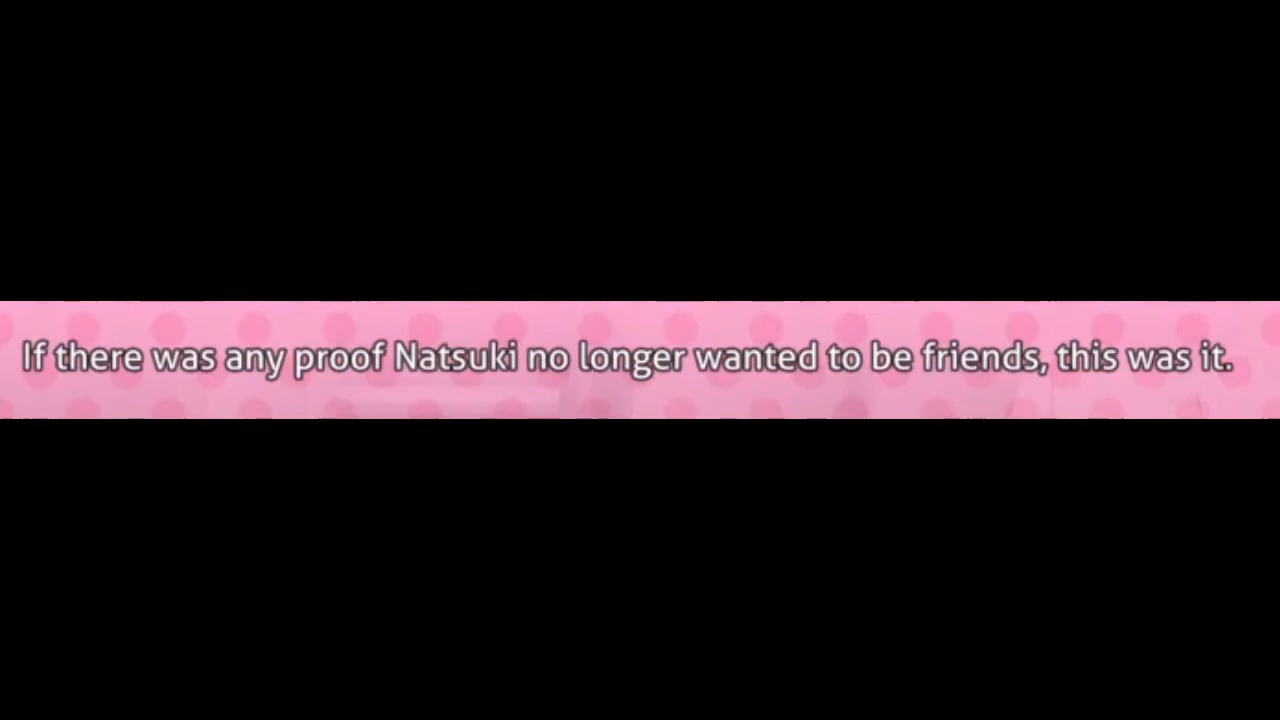 If there was any proof Natsuki no longer wanted to be friends, this was it.